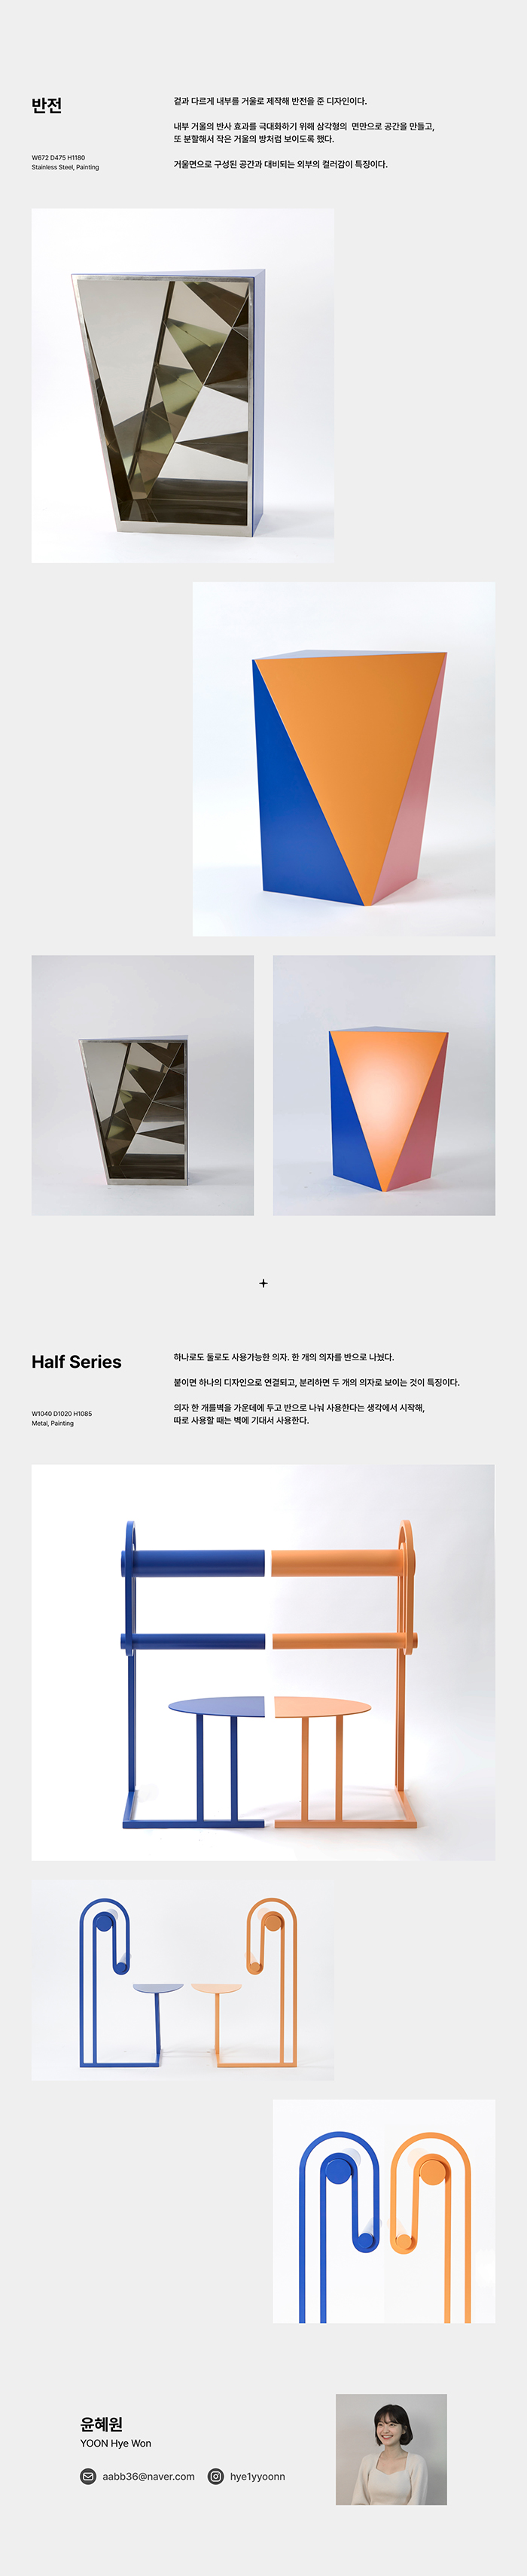 반전
W672 D475 H1180
Stainless Steel, Painting
겉과 다르게 내부를 거울로 제작해 반전을 준 디자인이다.
내부 거울의 반사 효과를 극대화하기 위해 삼각형의 면만으로 공간을 만들고,
또 분할해서 작은 거울의 방처럼 보이도록 했다.
거울면으로 구성된 공간과 대비되는 외부의 컬러감이 특징이다.
Half Series
W1040 D1020 H1085
Metal, Painting
하나로도 둘로도 사용가능한 의자. 한 개의 의자를 반으로 나눴다.
붙이면 하나의 디자인으로 연결되고, 분리하면 두 개의 의자로 보이는 것이 특징이다.
의자 한 개를벽을 가운데에 두고 반으로 나눠 사용한다는 생각에서 시작해,
따로 사용할 때는 벽에 기대서 사용한다.
윤혜원
YOON Hye Won
aabb36@naver.com hye1yyoonn